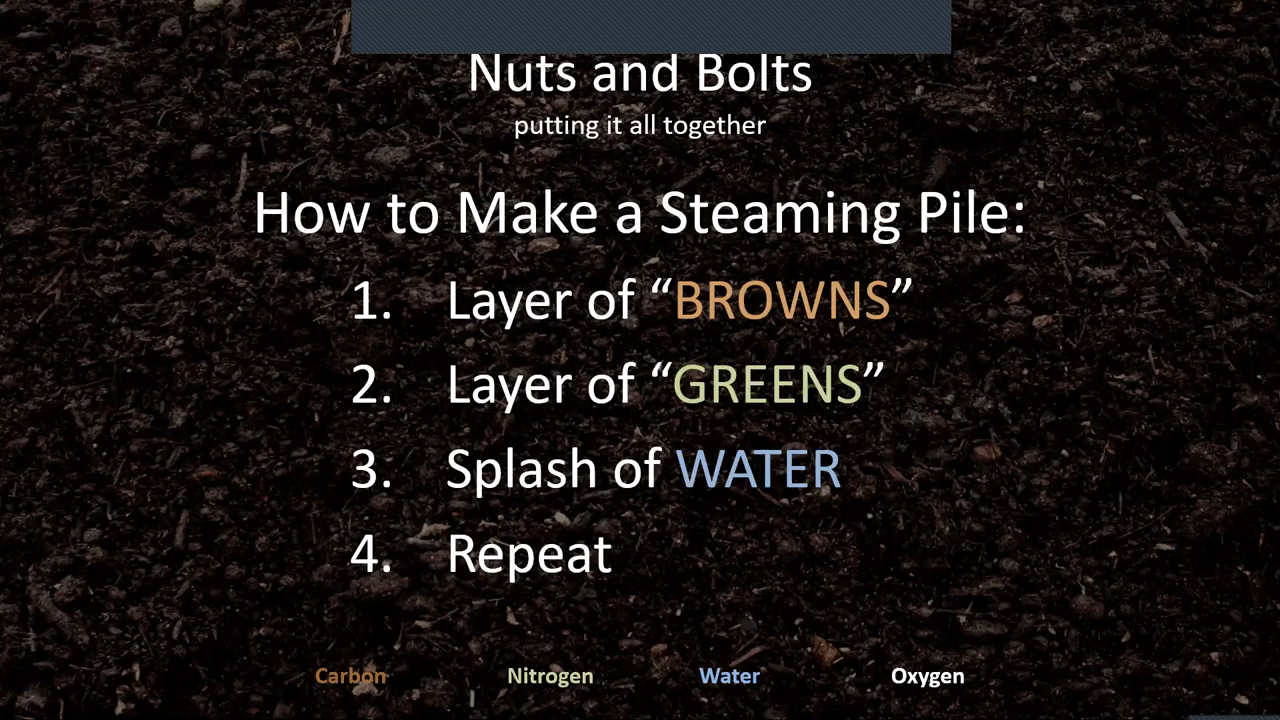 Nuts and Bolts
putting it all together
How to Make a Steaming Pile:
1. Layer of “BROWNS”
2. Layer of “GREENS”
3. Splash of WATER
4. Repeat
Carbon Nitrogen Water Oxygen